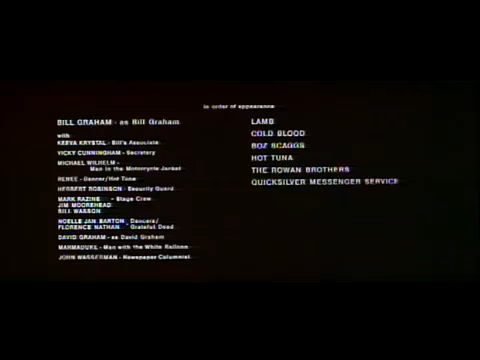 in order of appearance
BILL GRAHAM - as Bill Graham
with
KEEVA KRYSTAL - Bill's Associate
VICKY CUNNINGHAM - Secretary
MICHAEL WILHELM -
Man in the Motorcycle Jacket
RENEE - Dancer/Hot Tuna
HERBERT ROBINSON - Security Guard
MARK RAZINE - Stage Crew
JIM MOOREHEAD
BILL WASSON
NOELLE JAN BARTON - Dancers/
FLORENCE NATHAN - Grateful Dead
DAVID GRAHAM - as David Graham
MARMADUKE - Man with the White Balloon
JOHN WASSERMAN - Newspaper Columnist
LAMB
COLD BLOOD
BOZ SCAGGS
HOT TUNA
THE ROWAN BROTHERS
QUICKSILVER MESSENGER SERVICE